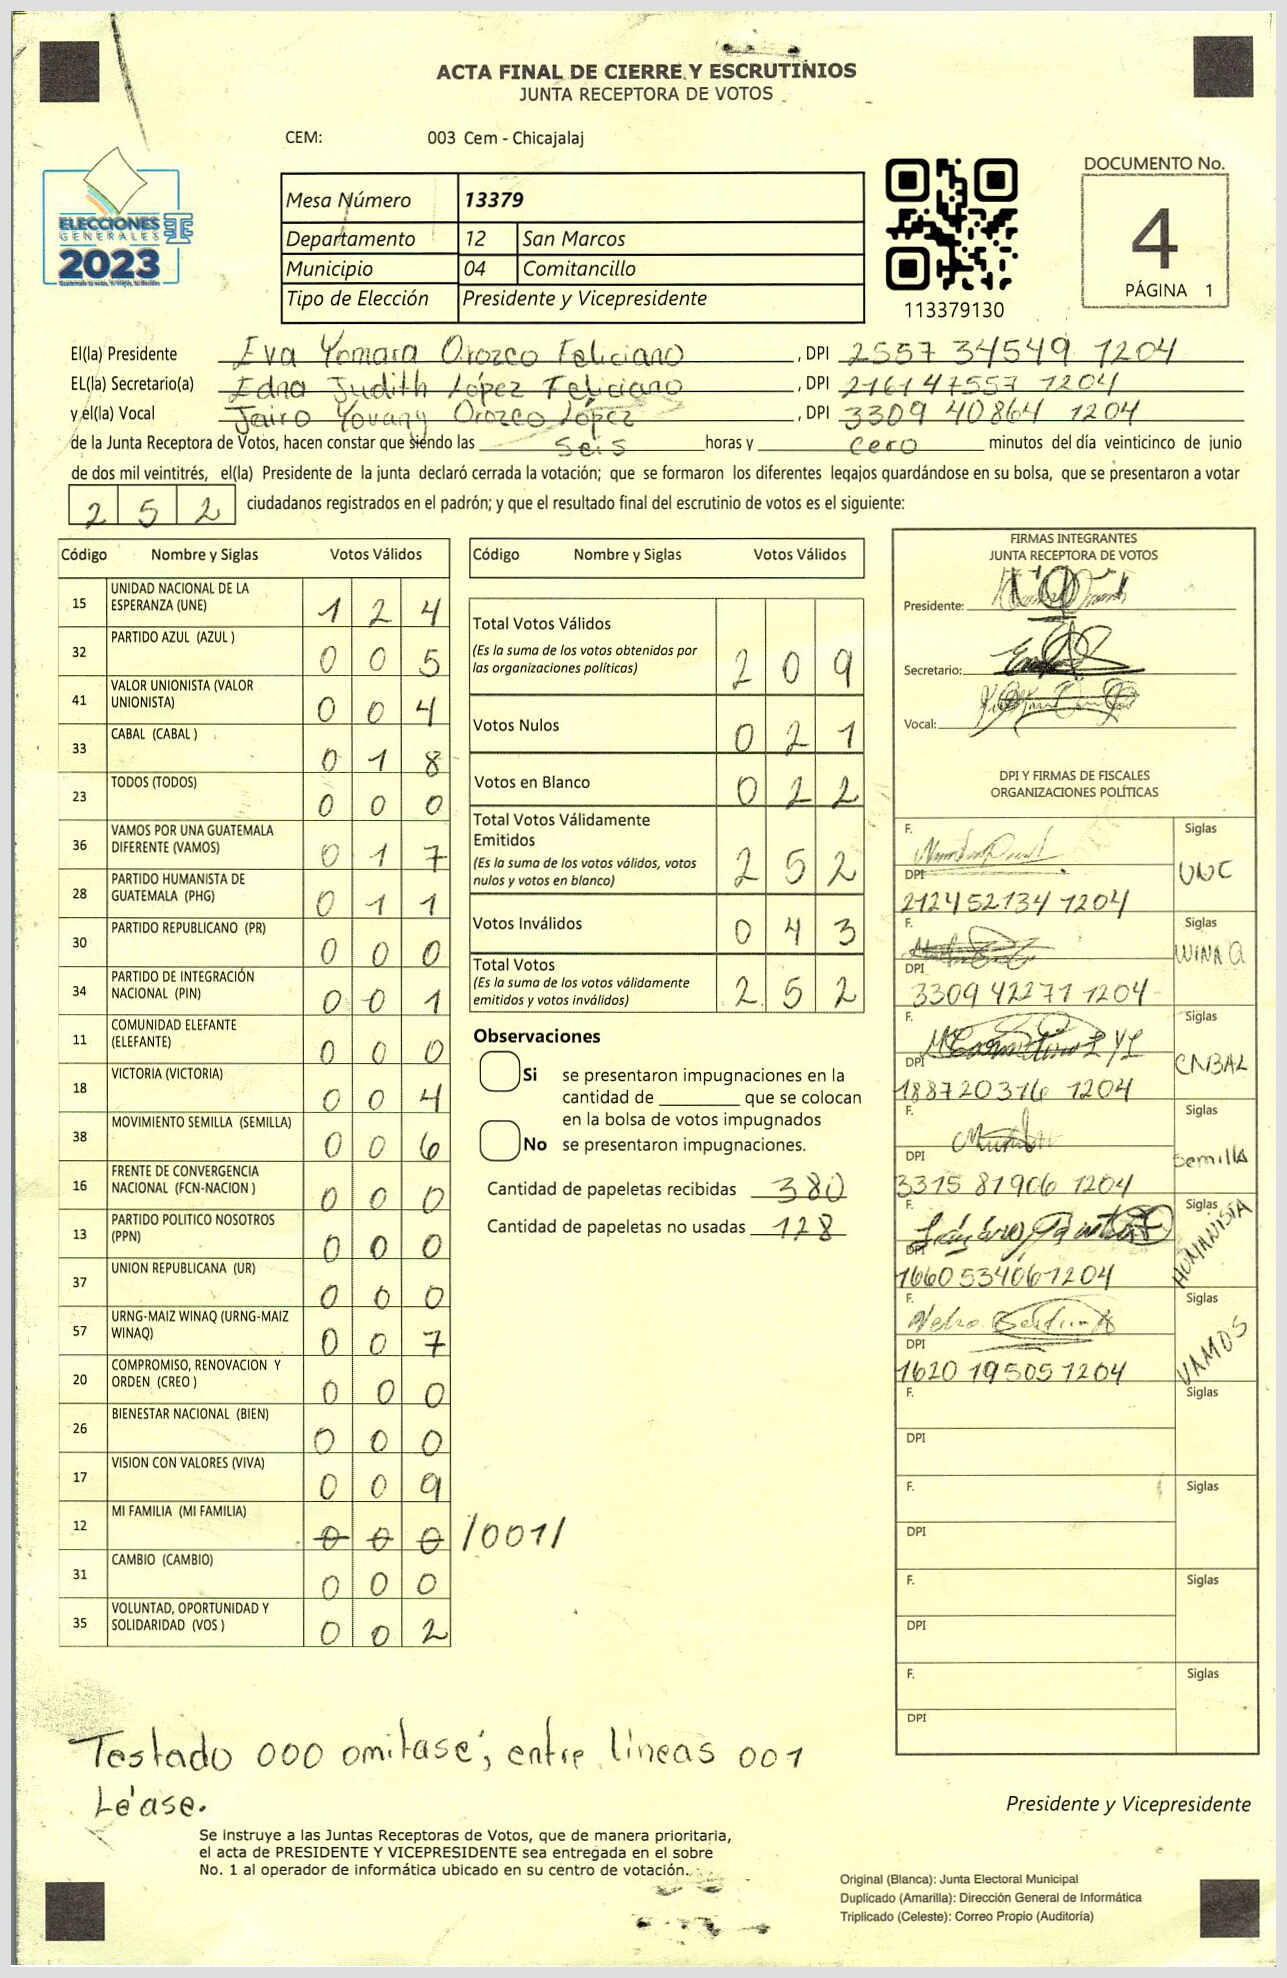 ACTA FINAL DE CIERRE Y ESCRUTINIOS
JUNTA RECEPTORA DE VOTOS
CEM: 003 Cem - Chicajalaj
ELECCIONES
GENERALES
2023
Mesa Número 13379
Departamento 12 San Marcos
Municipio 04 Comitancillo
Tipo de Elección Presidente y Vicepresidente
113379130
DOCUMENTO No.
4
PÁGINA 1
El(la) Presidente Eva Yomara Orozco Feliciano , DPI 2557 34549 1204
EL(la) Secretario(a) Edna Judith López Feliciano , DPI 2161 47557 1204
y el(la) Vocal Jairo Yovany Orozco López , DPI 3309 40864 1204
de la Junta Receptora de Votos, hacen constar que siendo las seis horas y cero minutos del día veinticinco de junio
de dos mil veintitrés, el(la) Presidente de la junta declaró cerrada la votación; que se formaron los diferentes legajos guardándose en su bolsa, que se presentaron a votar
252 ciudadanos registrados en el padrón; y que el resultado final del escrutinio de votos es el siguiente:
Código Nombre y Siglas Votos Válidos
15 UNIDAD NACIONAL DE LA ESPERANZA (UNE) 1 2 4
32 PARTIDO AZUL (AZUL ) 0 0 5
41 VALOR UNIONISTA (VALOR UNIONISTA) 0 0 4
33 CABAL (CABAL ) 0 1 8
23 TODOS (TODOS) 0 0 0
36 VAMOS POR UNA GUATEMALA DIFERENTE (VAMOS) 0 1 7
28 PARTIDO HUMANISTA DE GUATEMALA (PHG) 0 1 1
30 PARTIDO REPUBLICANO (PR) 0 0 0
34 PARTIDO DE INTEGRACIÓN NACIONAL (PIN) 0 0 1
11 COMUNIDAD ELEFANTE (ELEFANTE) 0 0 0
18 VICTORIA (VICTORIA) 0 0 4
38 MOVIMIENTO SEMILLA (SEMILLA) 0 0 6
16 FRENTE DE CONVERGENCIA NACIONAL (FCN-NACION ) 0 0 0
13 PARTIDO POLITICO NOSOTROS (PPN) 0 0 0
37 UNION REPUBLICANA (UR) 0 0 0
57 URNG-MAIZ WINAQ (URNG-MAIZ WINAQ) 0 0 7
20 COMPROMISO, RENOVACION Y ORDEN (CREO ) 0 0 0
26 BIENESTAR NACIONAL (BIEN) 0 0 0
17 VISION CON VALORES (VIVA) 0 0 9
12 MI FAMILIA (MI FAMILIA) 0 0 0 /001/
31 CAMBIO (CAMBIO) 0 0 0
35 VOLUNTAD, OPORTUNIDAD Y SOLIDARIDAD (VOS ) 0 0 2
Código Nombre y Siglas Votos Válidos
Total Votos Válidos
(Es la suma de los votos obtenidos por
las organizaciones políticas) 2 0 9
Votos Nulos 0 2 1
Votos en Blanco 0 2 2
Total Votos Válidamente
Emitidos
(Es la suma de los votos válidos, votos
nulos y votos en blanco) 2 5 2
Votos Inválidos 0 4 3
Total Votos
(Es la suma de los votos válidamente
emitidos y votos inválidos) 2 5 2
Observaciones
Si se presentaron impugnaciones en la
cantidad de ________ que se colocan
en la bolsa de votos impugnados
No se presentaron impugnaciones.
Cantidad de papeletas recibidas 380
Cantidad de papeletas no usadas 128
FIRMAS INTEGRANTES
JUNTA RECEPTORA DE VOTOS
Presidente:
Secretario:
Vocal:
DPI Y FIRMAS DE FISCALES
ORGANIZACIONES POLÍTICAS
F. Siglas
DPI
2124 52134 1204
F. Siglas WINAQ
DPI
3309 42271 1204
F. Siglas CABAL
DPI
1887 20316 1204
F. Siglas Semilla
DPI
3315 81906 1204
F. Siglas HUMANISTA
DPI
1660 53406 1204
F. Siglas VAMOS
DPI
1620 19505 1204
F. Siglas
DPI
F. Siglas
DPI
F. Siglas
DPI
F. Siglas
DPI
Testado 000 omitase; entre líneas 001
Léase.
Presidente y Vicepresidente
Se instruye a las Juntas Receptoras de Votos, que de manera prioritaria,
el acta de PRESIDENTE Y VICEPRESIDENTE sea entregada en el sobre
No. 1 al operador de informática ubicado en su centro de votación.
Original (Blanca): Junta Electoral Municipal
Duplicado (Amarilla): Dirección General de Informática
Triplicado (Celeste): Correo Propio (Auditoría)